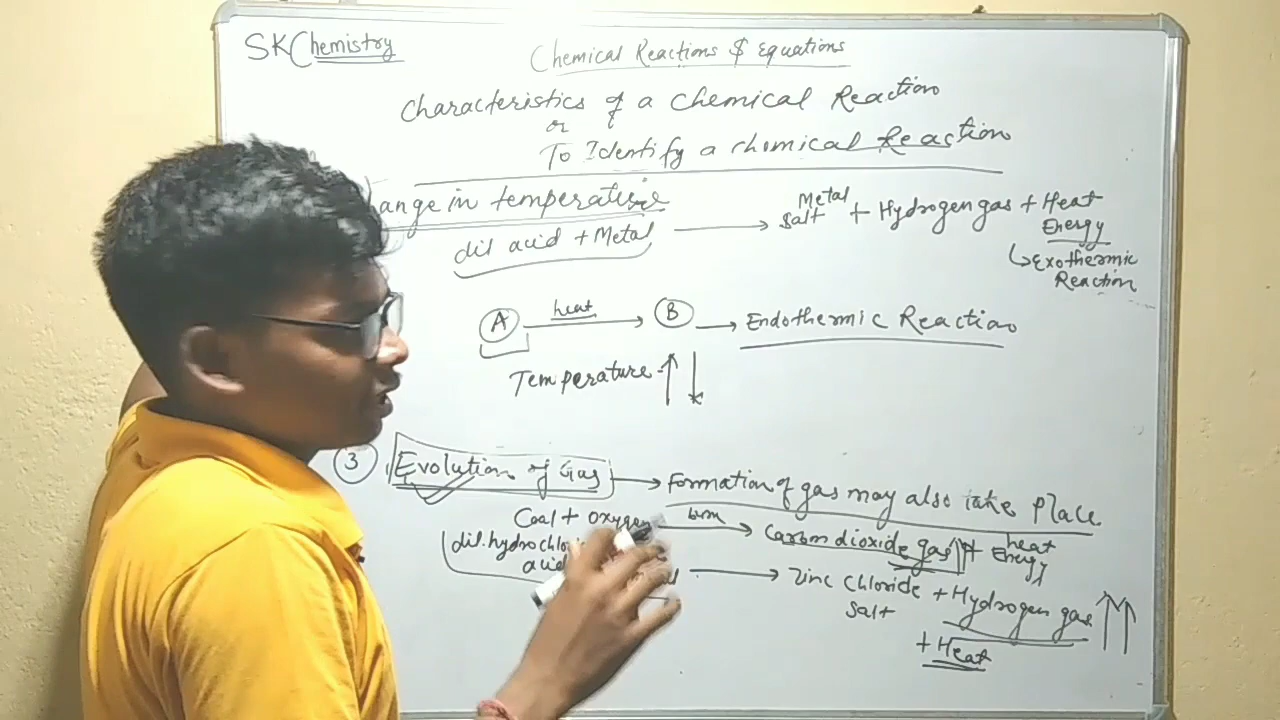 SK Chemistry
Chemical Reactions & Equations
Characteristics of a Chemical Reaction
or
To Identify a chemical Reaction
ange in temperature
dil acid + Metal → Metal Salt + Hydrogen gas + Heat Energy
↳ Exothermic Reaction
A heat → B → Endothermic Reaction
Temperature ↑ ↓
3 Evolution of Gas → Formation of gas may also take place
Coal + oxygen burn → Carbon dioxide gas ↑ + heat Energy
dil. hydrochlo
acid → Zinc chloride Salt + Hydrogen gas ↑↑
+ Heat